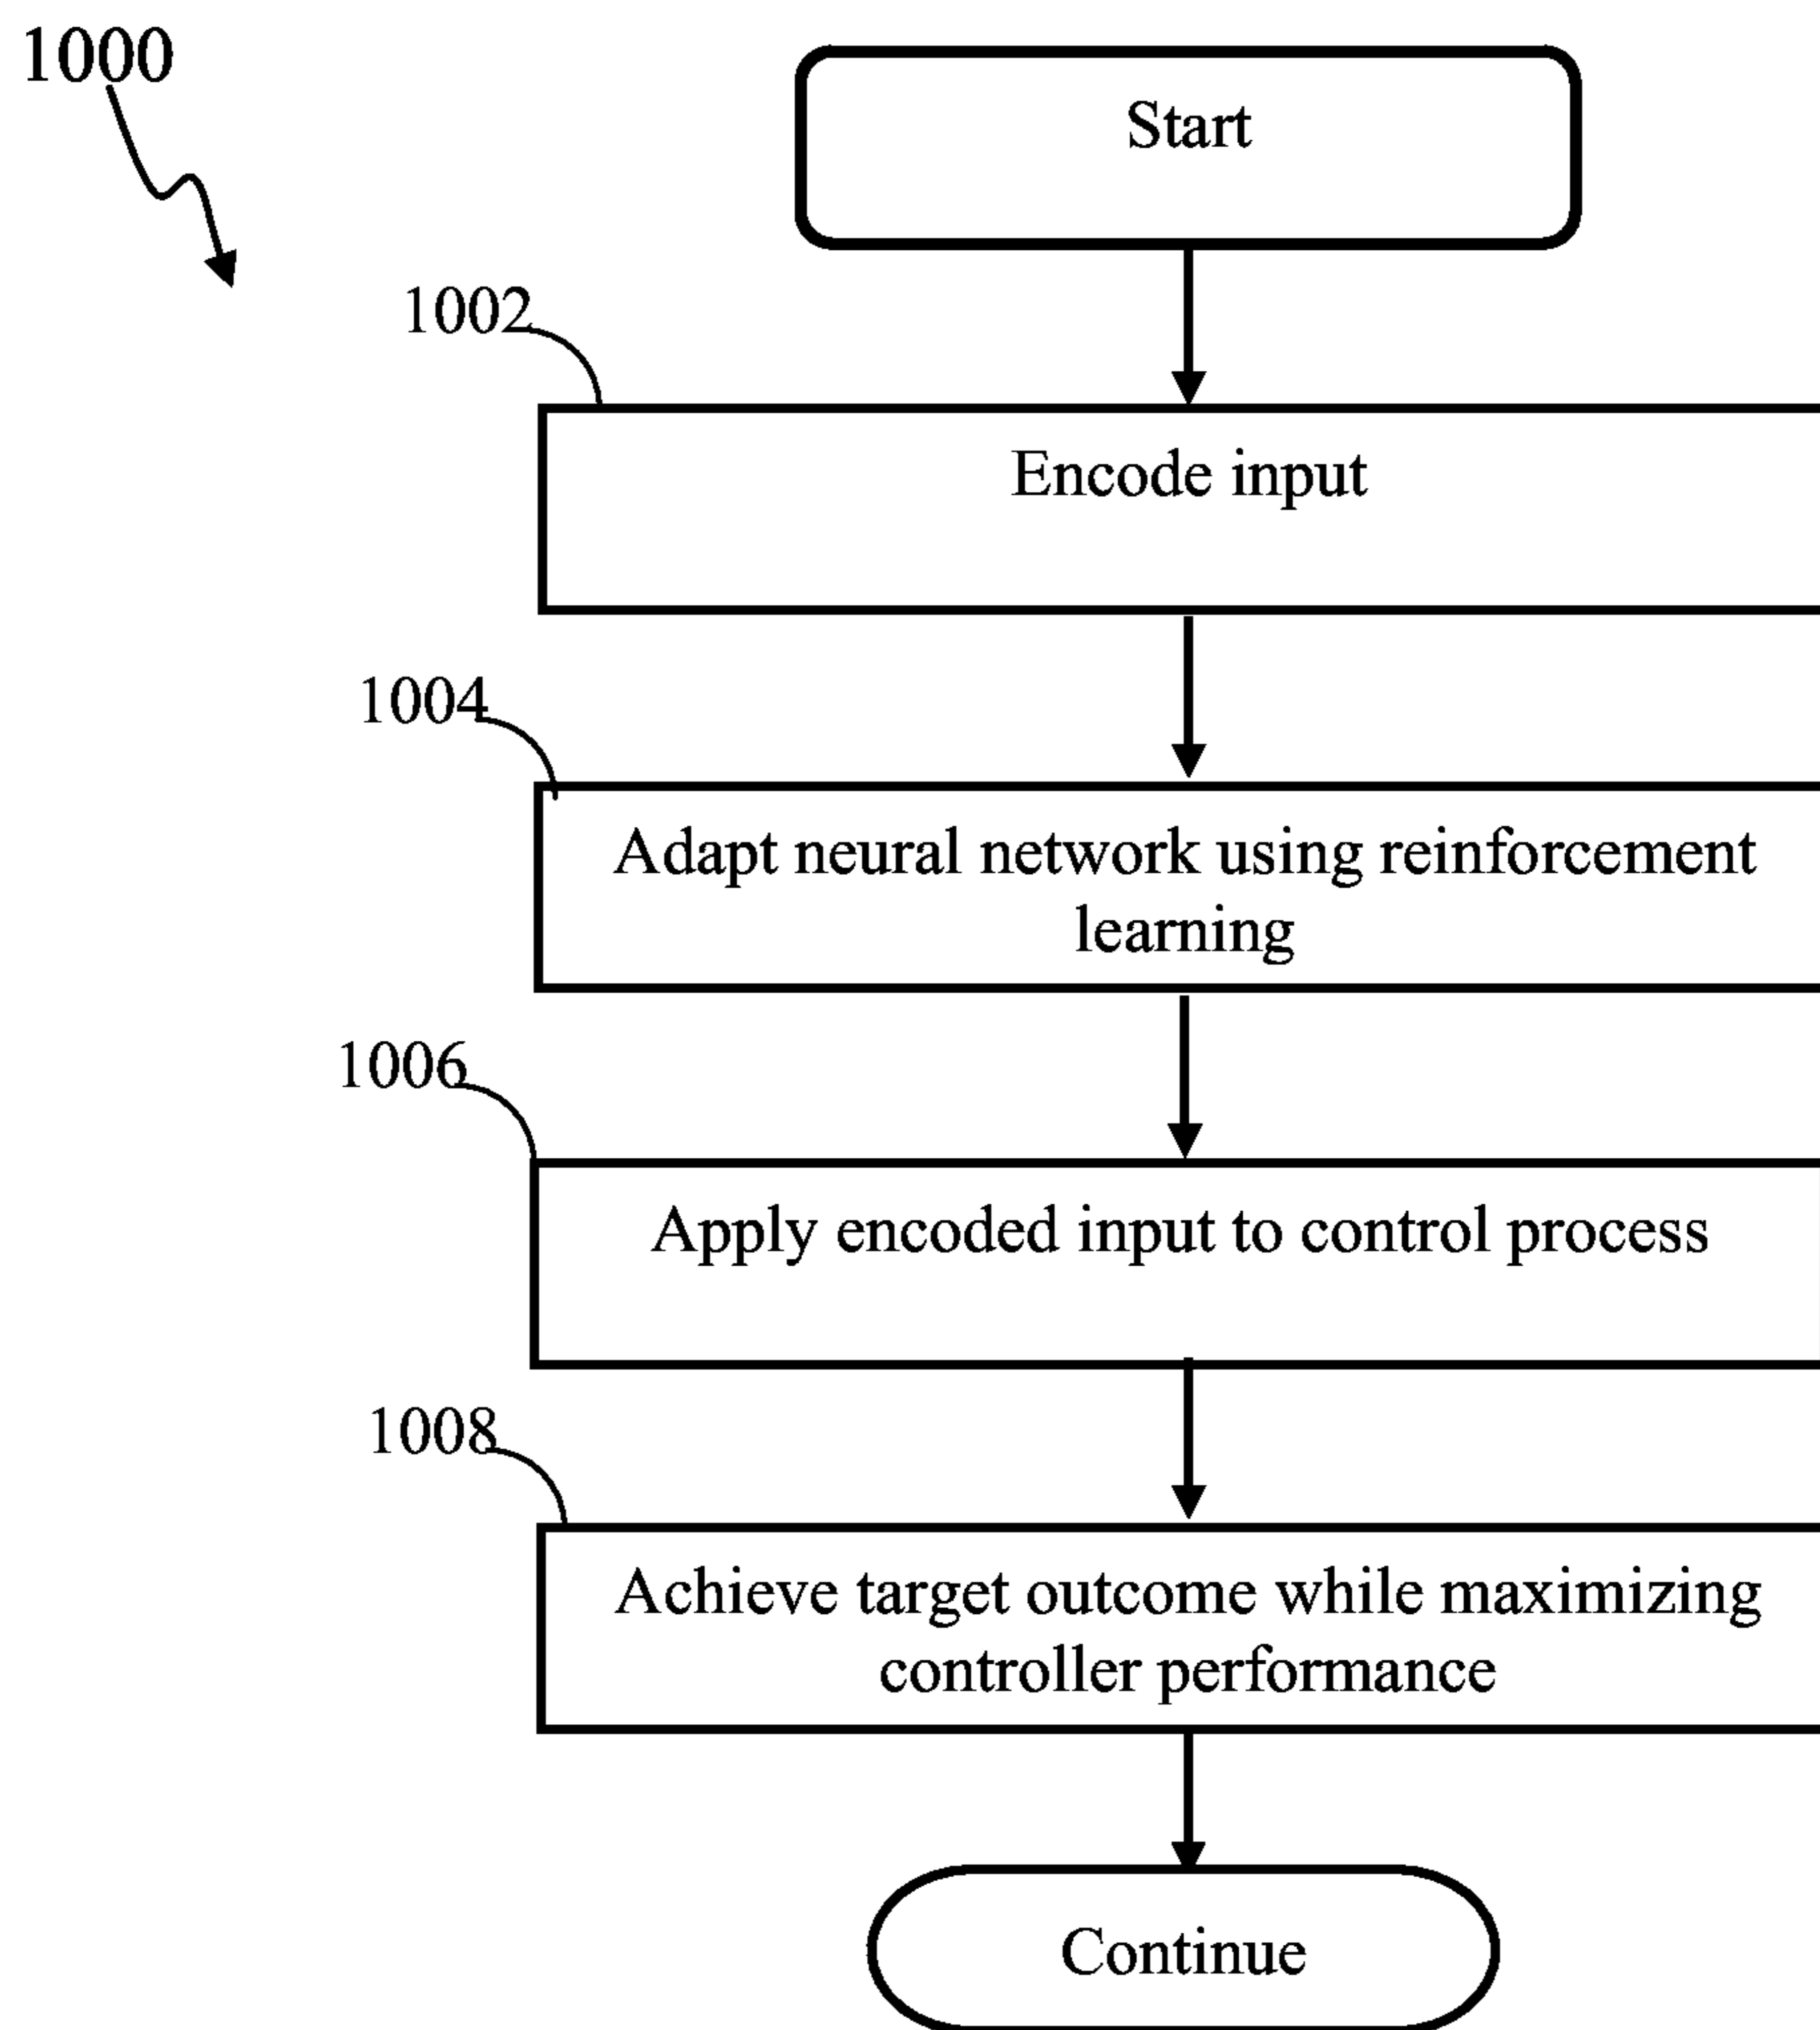 1000
Start
1002
Encode input
1004
Adapt neural network using reinforcement
learning
1006
Apply encoded input to control process
1008
Achieve target outcome while maximizing
controller performance
Continue